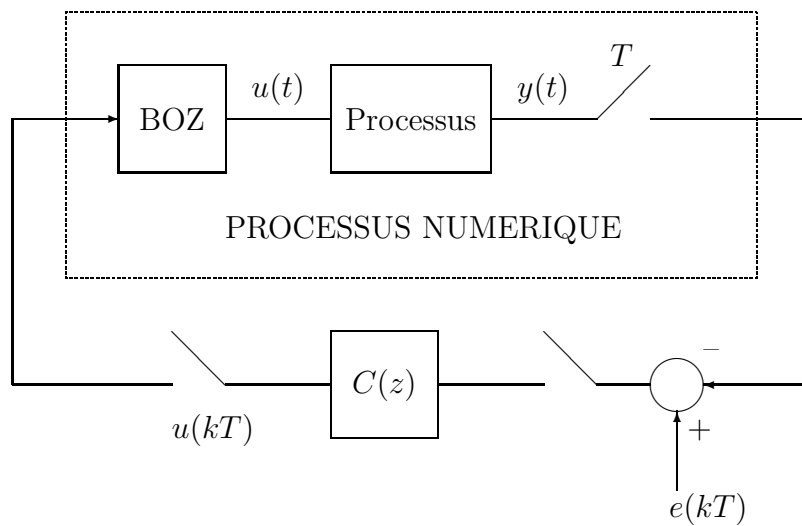 T
u(t)
y(t)
BOZ
Processus
PROCESSUS NUMERIQUE
−
C(z)
u(kT)
+
e(kT)